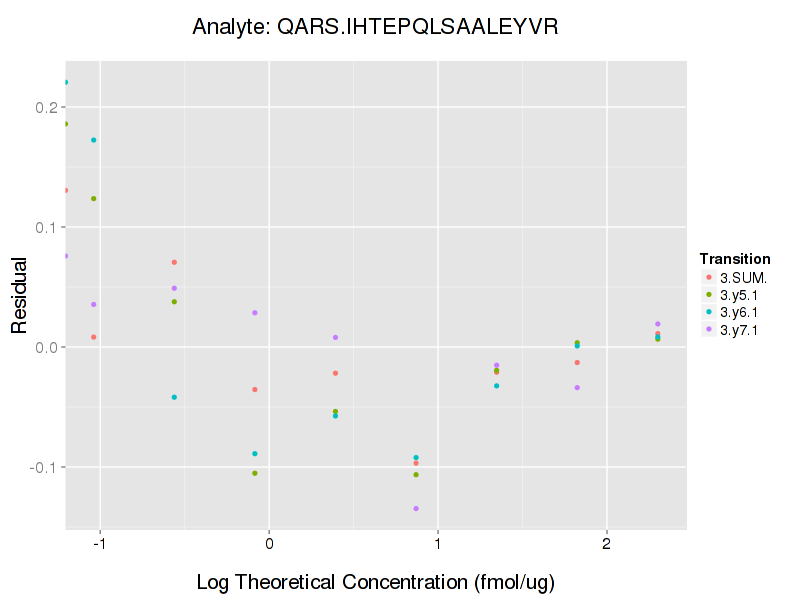 Analyte: QARS.IHTEPQLSAALEYVR
0.2
0.1
0.0
-0.1
Residual
-1
0
1
2
Log Theoretical Concentration (fmol/ug)
Transition
3.SUM.
3.y5.1
3.y6.1
3.y7.1